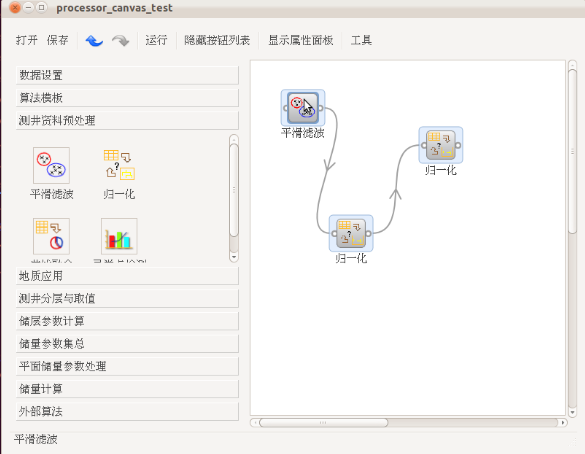 processor_canvas_test
打开 保存 运行 隐藏按钮列表 显示属性面板 工具
数据设置
算法模板
测井资料预处理
平滑滤波 归一化
地质应用
测井分层与取值
储层参数计算
储量参数集总
平面储量参数处理
储量计算
外部算法
平滑滤波
归一化
归一化
平滑滤波